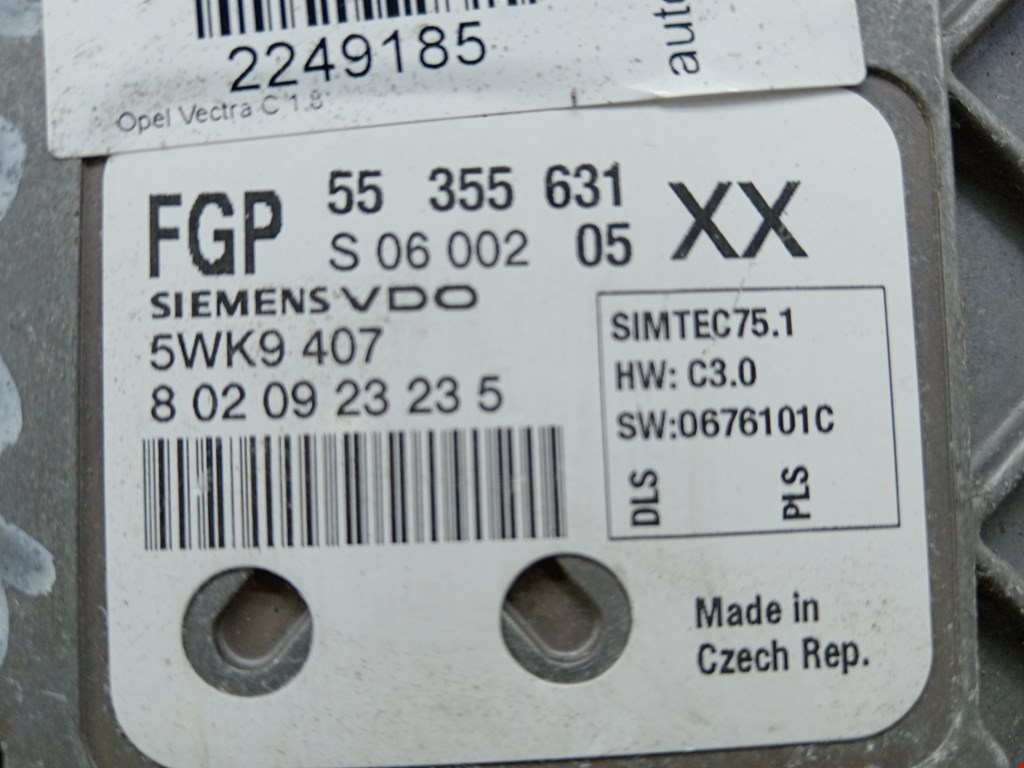 2249185
auto
Opel Vectra C 1.8
FGP 55 355 631 XX
S 06 002 05
SIEMENS VDO
5WK9 407
8 02 09 23 23 5
SIMTEC75.1
HW: C3.0
SW:0676101C
DLS PLS
Made in
Czech Rep.